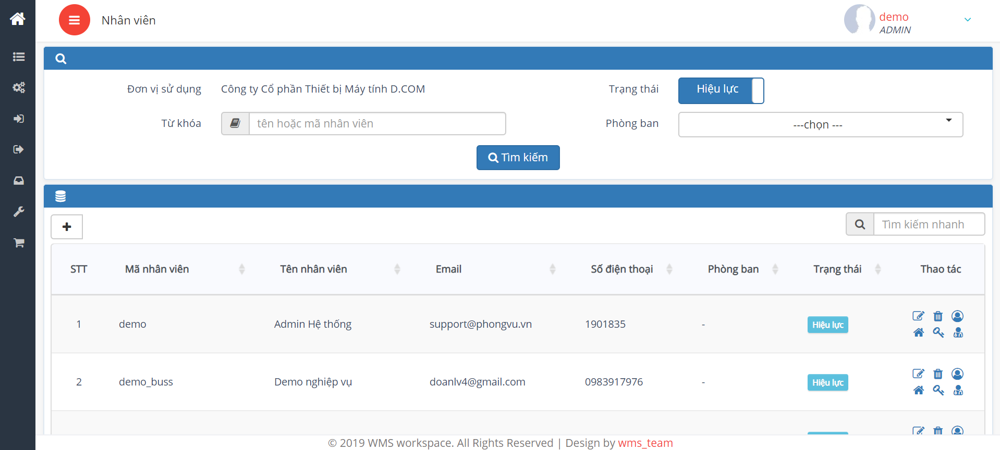 Nhân viên
demo
ADMIN
Đơn vị sử dụng Công ty Cổ phần Thiết bị Máy tính D.COM Trạng thái Hiệu lực
Từ khóa tên hoặc mã nhân viên Phòng ban ---chọn ---
Tìm kiếm
Tìm kiếm nhanh
STT Mã nhân viên Tên nhân viên Email Số điện thoại Phòng ban Trạng thái Thao tác
1 demo Admin Hệ thống support@phongvu.vn 1901835 - Hiệu lực
2 demo_buss Demo nghiệp vụ doanlv4@gmail.com 0983917976 - Hiệu lực
© 2019 WMS workspace. All Rights Reserved | Design by wms_team